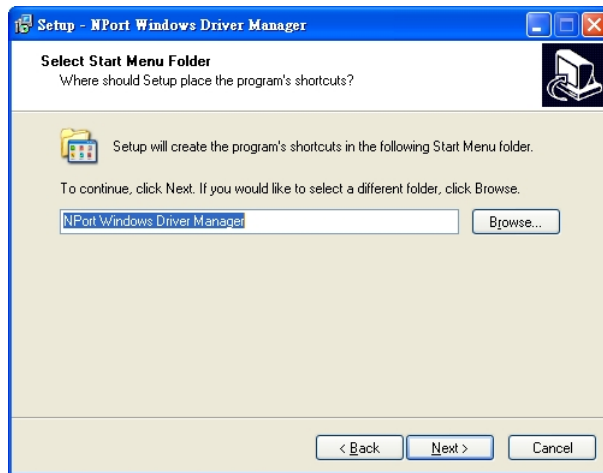 Setup - NPort Windows Driver Manager
Select Start Menu Folder
Where should Setup place the program's shortcuts?
Setup will create the program's shortcuts in the following Start Menu folder.
To continue, click Next. If you would like to select a different folder, click Browse.
NPort Windows Driver Manager
Browse...
< Back
Next >
Cancel